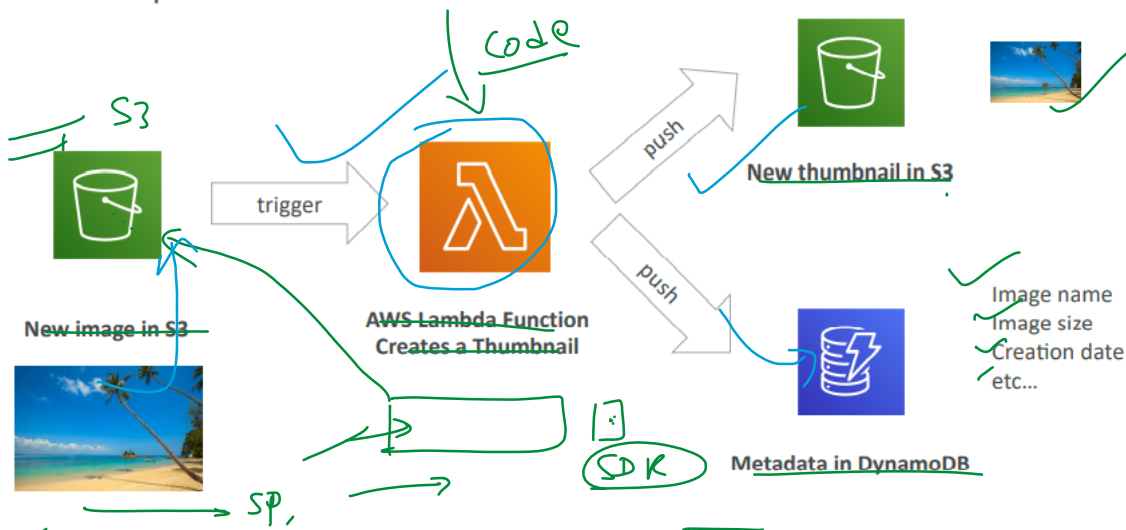 code
S3
trigger
push
New thumbnail in S3
New image in S3
AWS Lambda Function
Creates a Thumbnail
push
Image name
Image size
Creation date
etc...
SDK
Metadata in DynamoDB